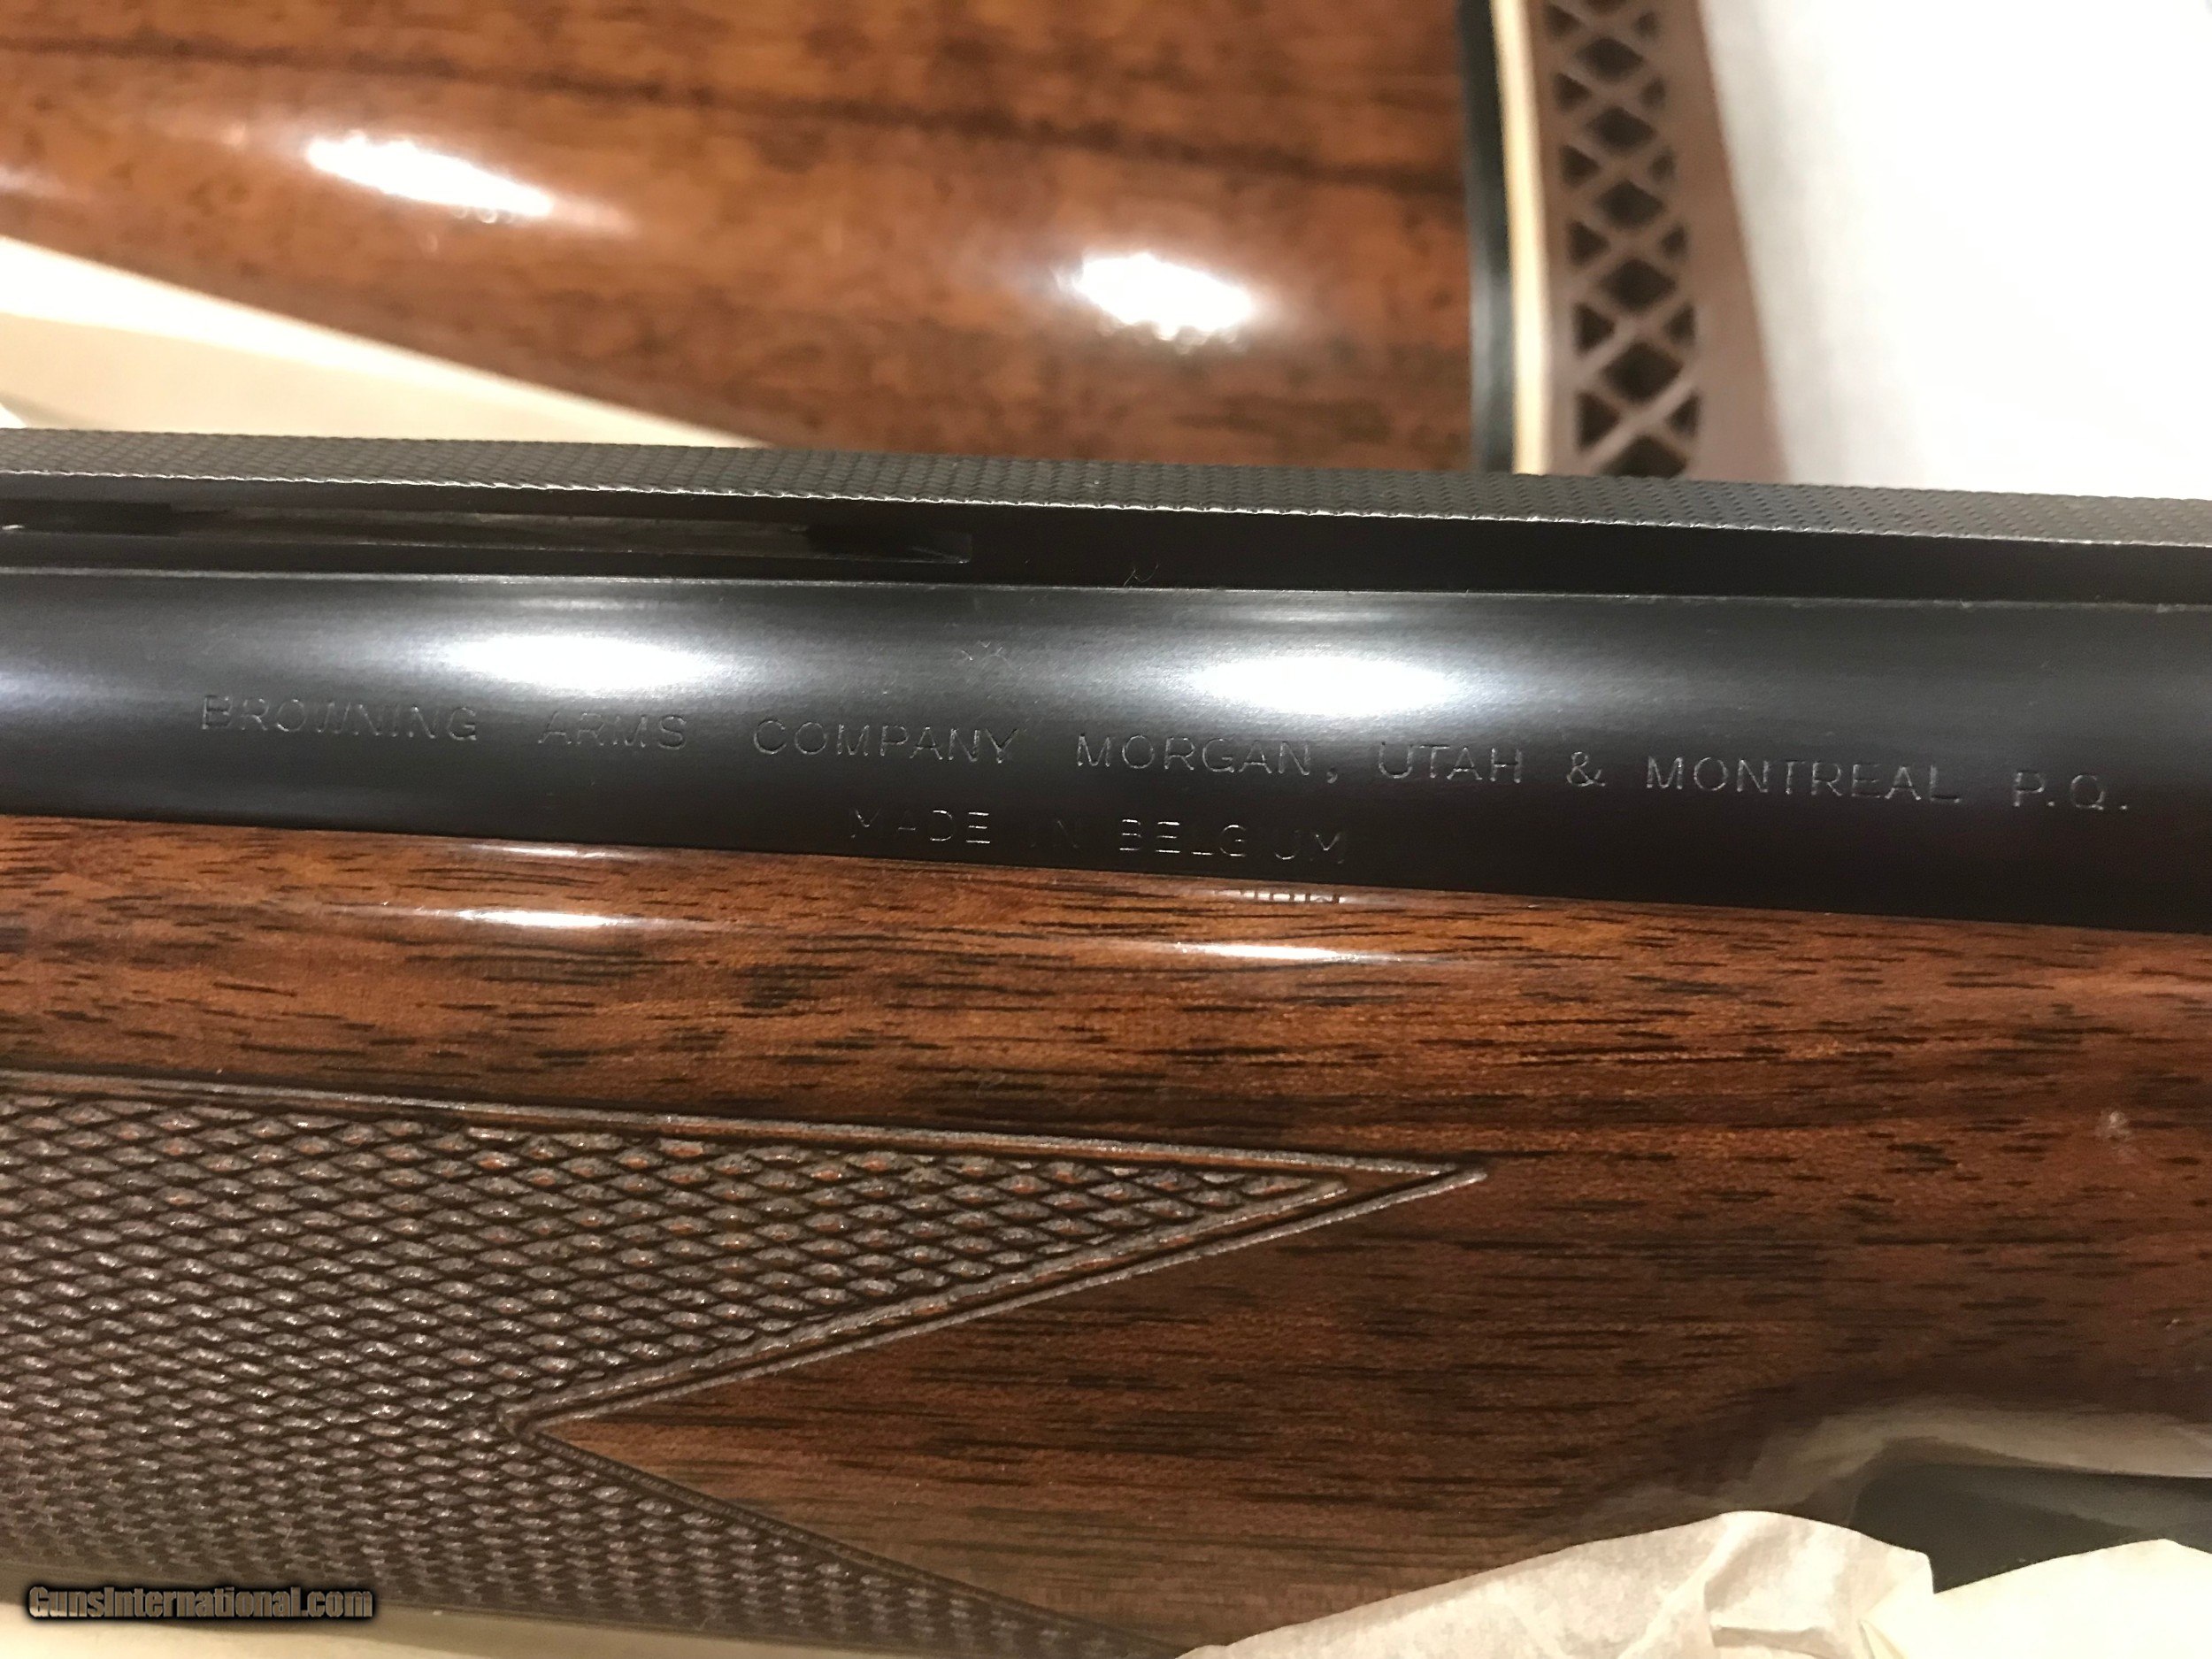 BROWNING ARMS COMPANY MORGAN, UTAH & MONTREAL P.Q.
MADE IN BELGIUM
GunsInternational.com